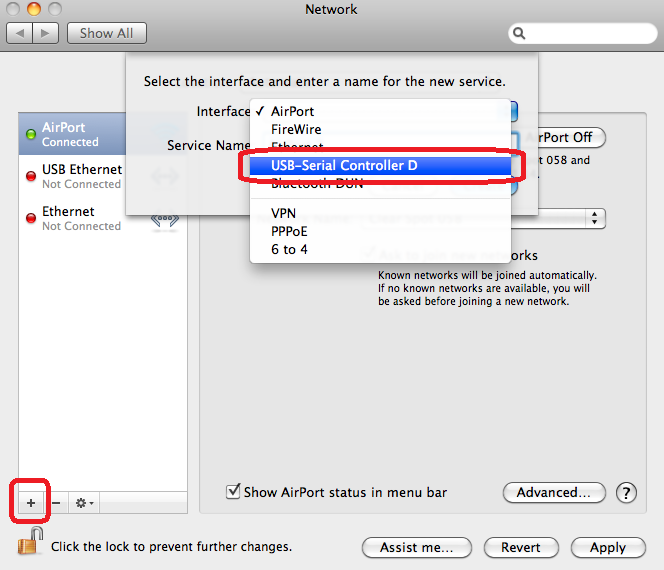 Network
Show All
Select the interface and enter a name for the new service.
Interface
✓ AirPort
FireWire
Ethernet
USB-Serial Controller D
Bluetooth DUN
VPN
PPPoE
6 to 4
Service Name
AirPort
Connected
USB Ethernet
Not Connected
Ethernet
Not Connected
AirPort Off
058 and
networks
Known networks will be joined automatically.
If no known networks are available, you will
be asked before joining a new network.
+ −
Show AirPort status in menu bar
Advanced...
?
Click the lock to prevent further changes.
Assist me...
Revert
Apply